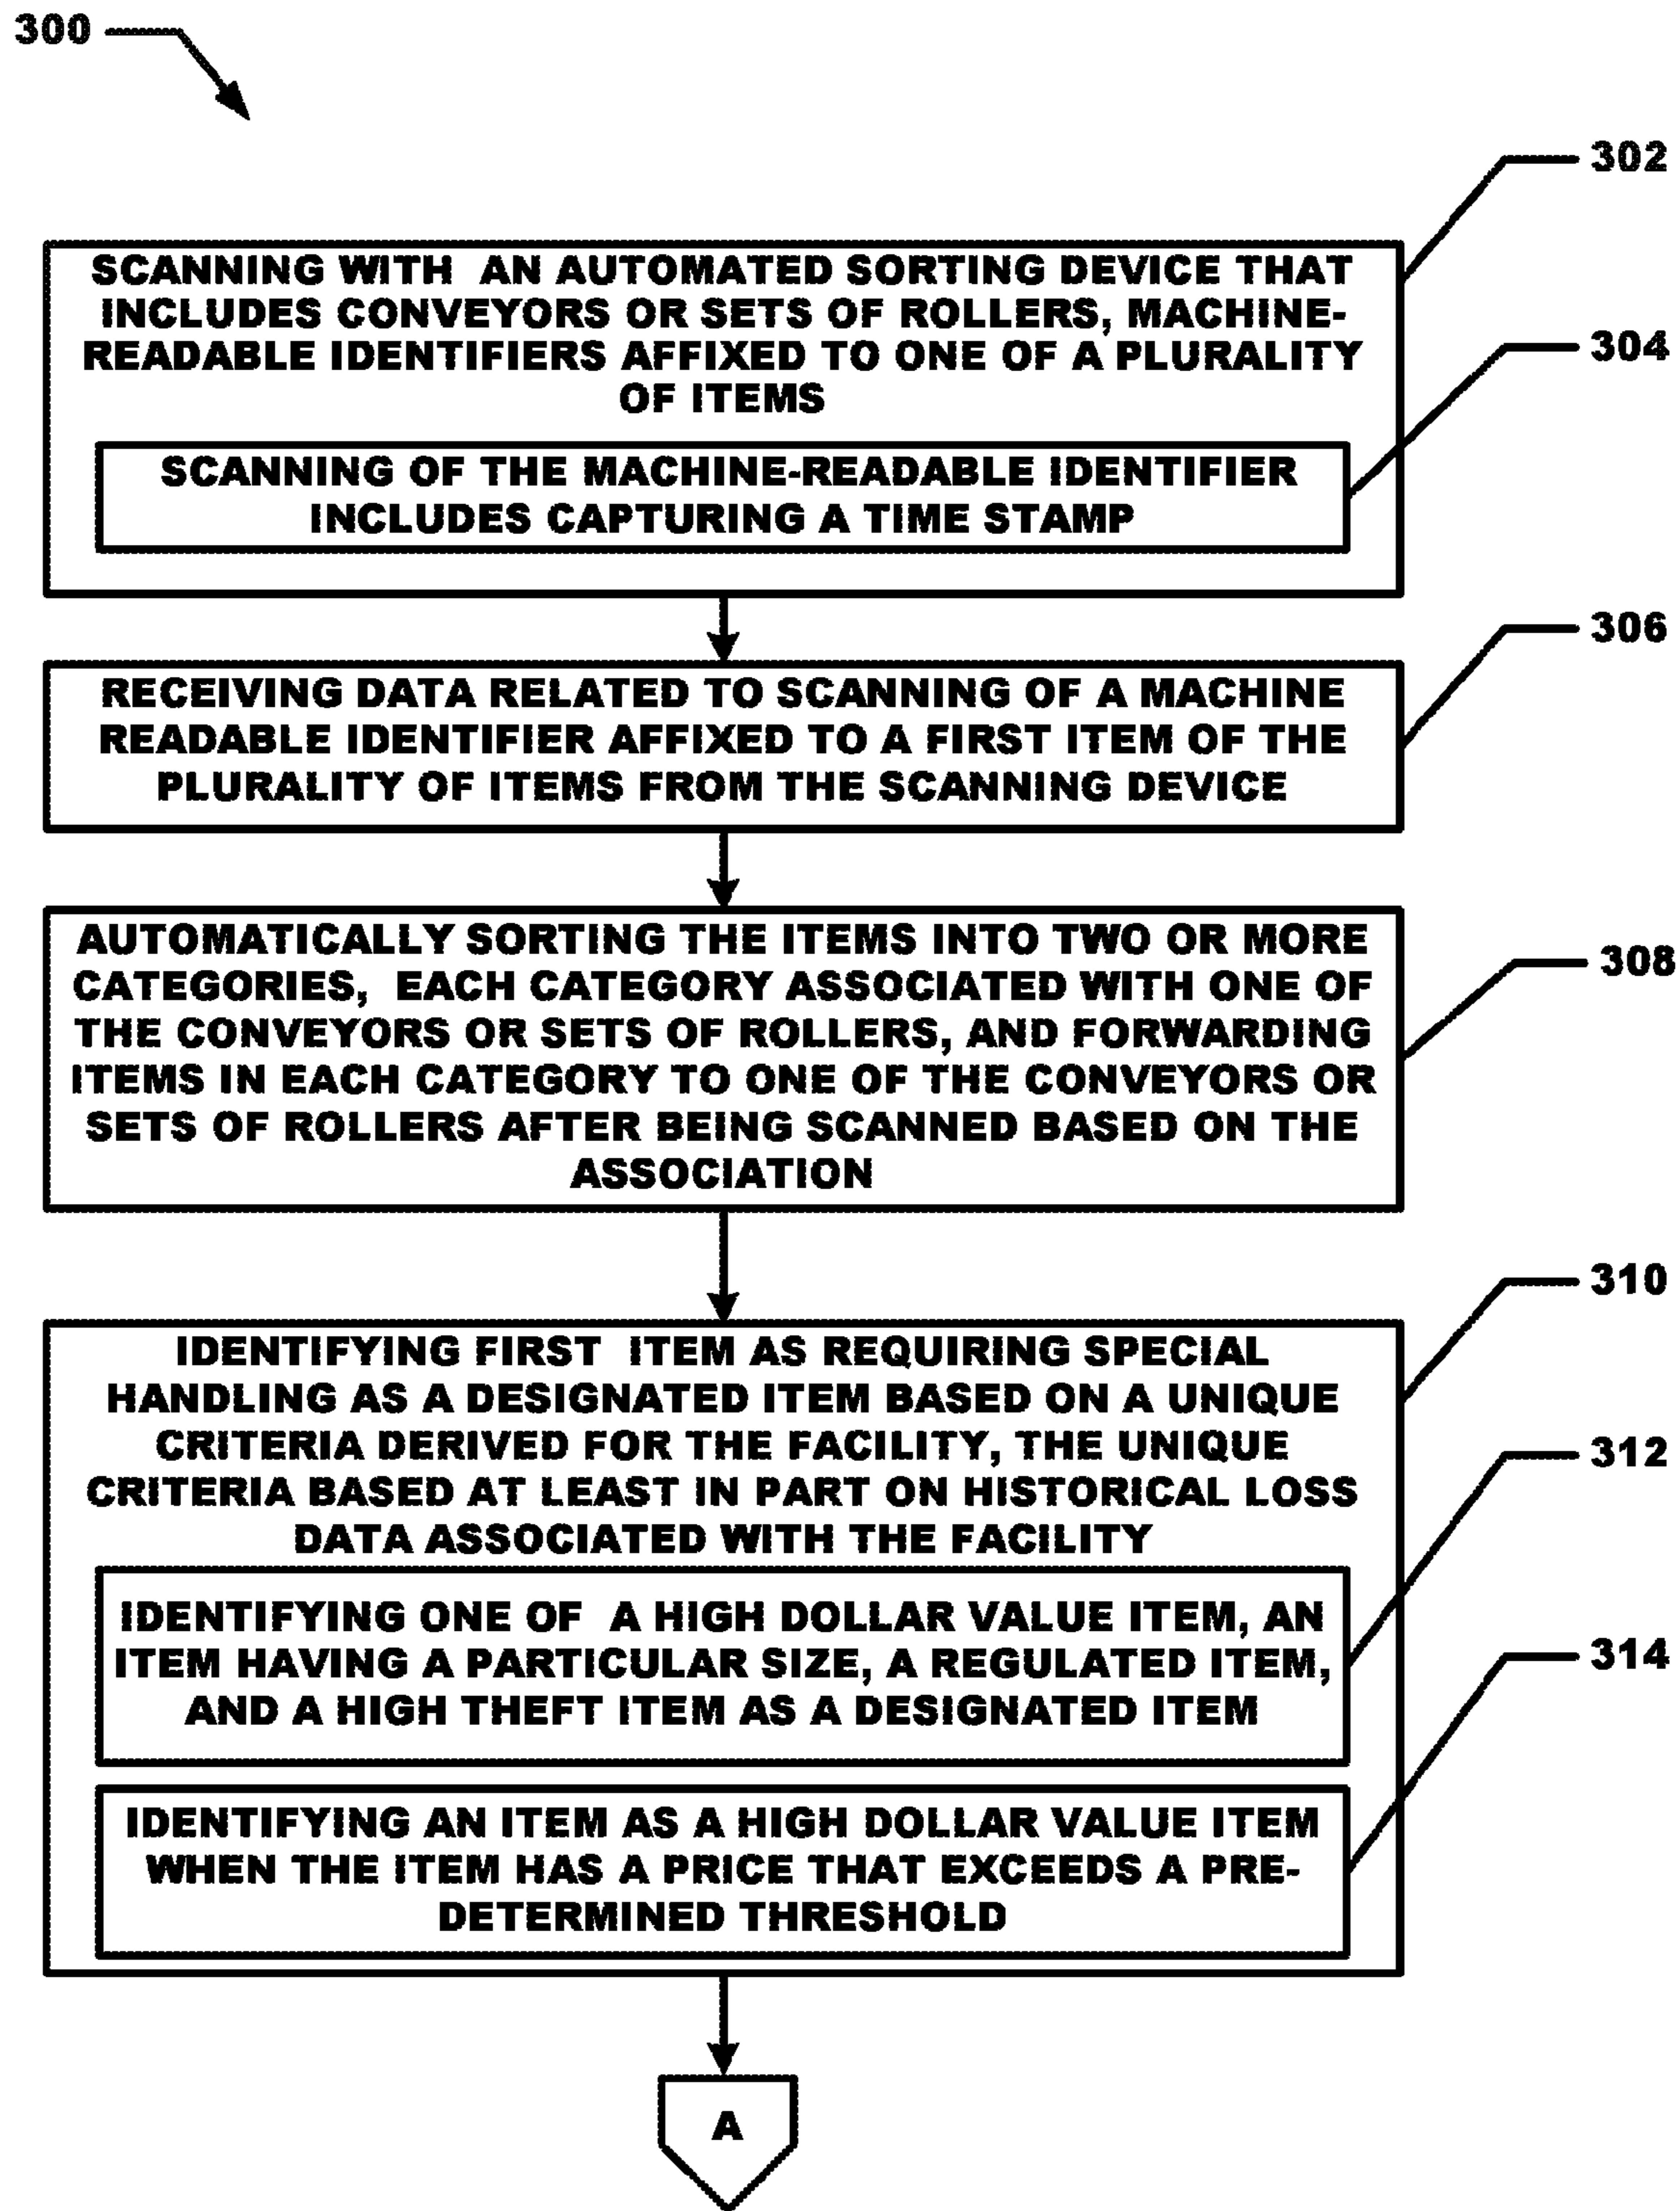 300
302
SCANNING WITH AN AUTOMATED SORTING DEVICE THAT
INCLUDES CONVEYORS OR SETS OF ROLLERS, MACHINE-
READABLE IDENTIFIERS AFFIXED TO ONE OF A PLURALITY
OF ITEMS
304
SCANNING OF THE MACHINE-READABLE IDENTIFIER
INCLUDES CAPTURING A TIME STAMP
306
RECEIVING DATA RELATED TO SCANNING OF A MACHINE
READABLE IDENTIFIER AFFIXED TO A FIRST ITEM OF THE
PLURALITY OF ITEMS FROM THE SCANNING DEVICE
308
AUTOMATICALLY SORTING THE ITEMS INTO TWO OR MORE
CATEGORIES, EACH CATEGORY ASSOCIATED WITH ONE OF
THE CONVEYORS OR SETS OF ROLLERS, AND FORWARDING
ITEMS IN EACH CATEGORY TO ONE OF THE CONVEYORS OR
SETS OF ROLLERS AFTER BEING SCANNED BASED ON THE
ASSOCIATION
310
IDENTIFYING FIRST ITEM AS REQUIRING SPECIAL
HANDLING AS A DESIGNATED ITEM BASED ON A UNIQUE
CRITERIA DERIVED FOR THE FACILITY, THE UNIQUE
CRITERIA BASED AT LEAST IN PART ON HISTORICAL LOSS
DATA ASSOCIATED WITH THE FACILITY
312
IDENTIFYING ONE OF A HIGH DOLLAR VALUE ITEM, AN
ITEM HAVING A PARTICULAR SIZE, A REGULATED ITEM,
AND A HIGH THEFT ITEM AS A DESIGNATED ITEM
314
IDENTIFYING AN ITEM AS A HIGH DOLLAR VALUE ITEM
WHEN THE ITEM HAS A PRICE THAT EXCEEDS A PRE-
DETERMINED THRESHOLD
A